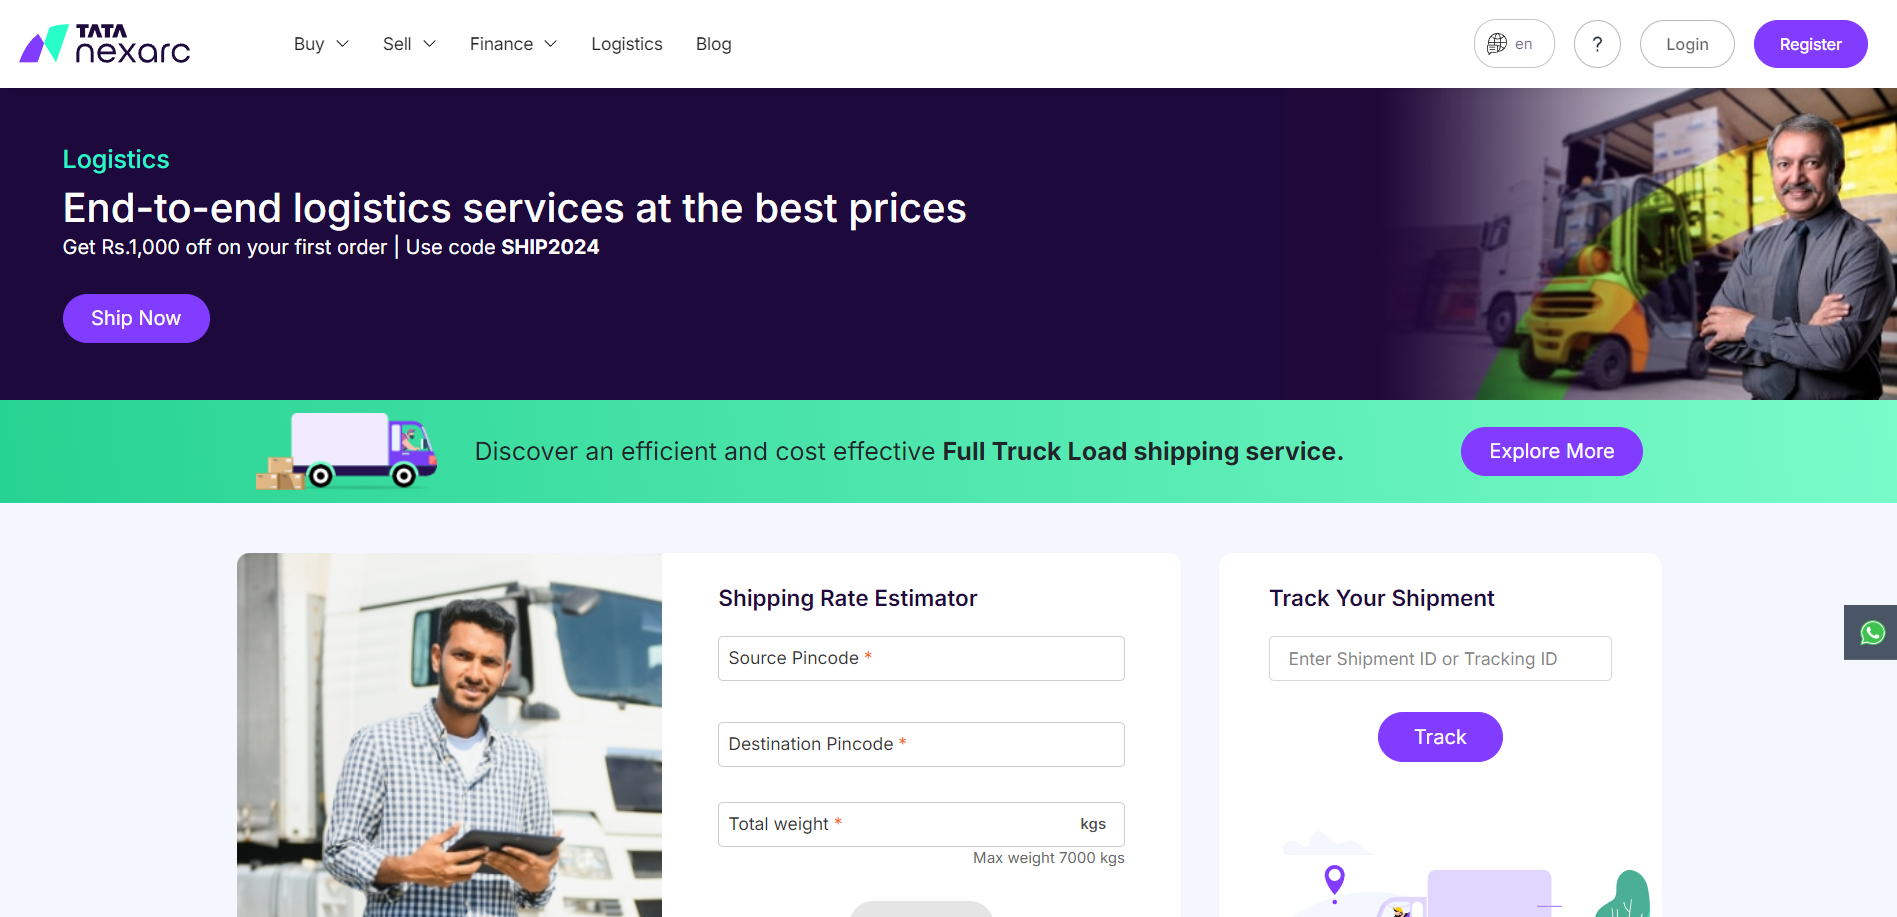 TATA
nexarc
Buy
Sell
Finance
Logistics
Blog
en
?
Login
Register
Logistics
End-to-end logistics services at the best prices
Get Rs.1,000 off on your first order | Use code SHIP2024
Ship Now
Discover an efficient and cost effective Full Truck Load shipping service.
Explore More
Shipping Rate Estimator
Source Pincode *
Destination Pincode *
Total weight * kgs
Max weight 7000 kgs
Track Your Shipment
Enter Shipment ID or Tracking ID
Track